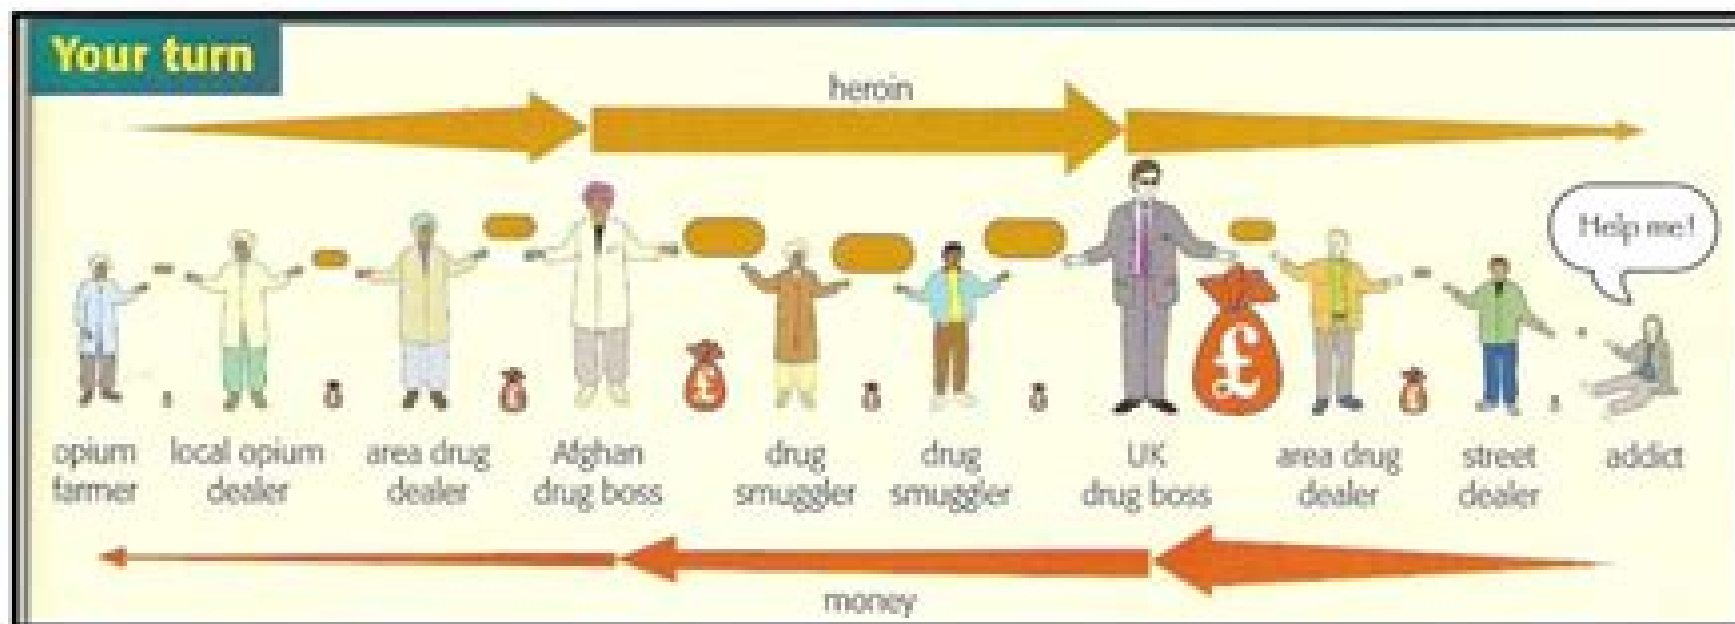 Your turn
heroin
Help me!
£
£
opium farmer
local opium dealer
area drug dealer
Afghan drug boss
drug smuggler
drug smuggler
UK drug boss
area drug dealer
street dealer
addict
money